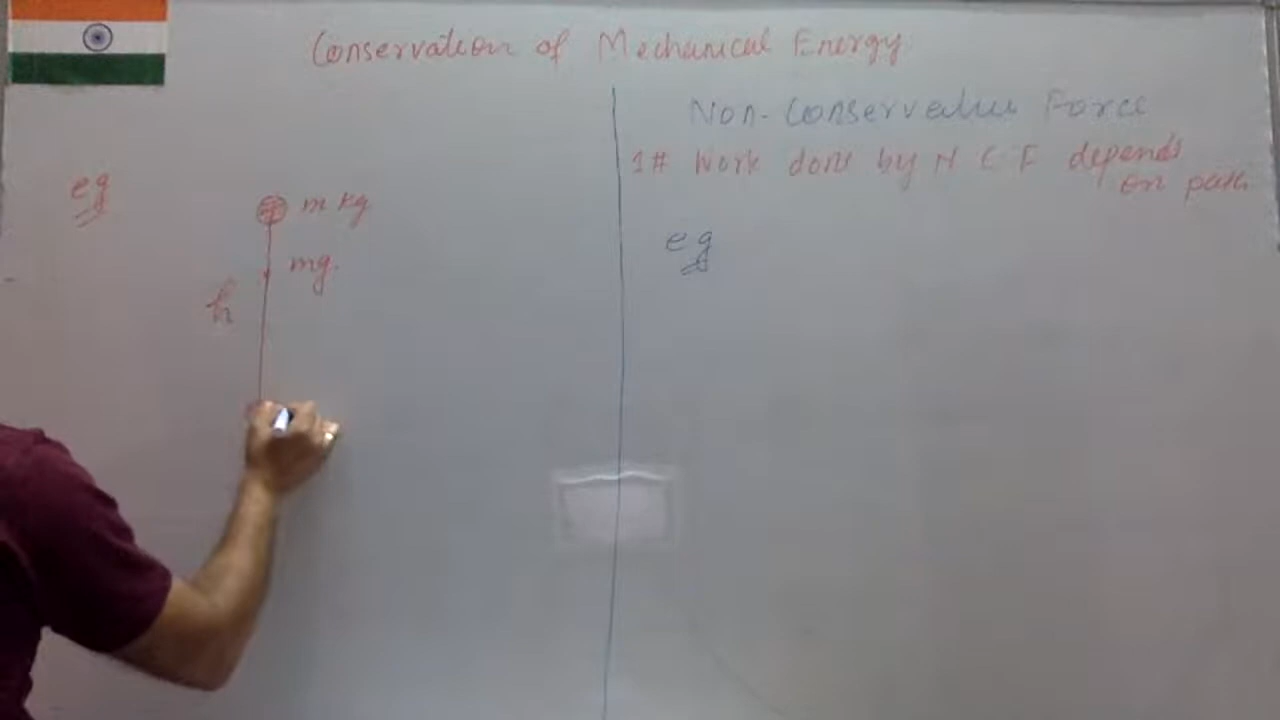 Conservation of Mechanical Energy
eg
m kg
mg.
h
Non-Conservative Force
1# Work done by N C F depends
on path
eg